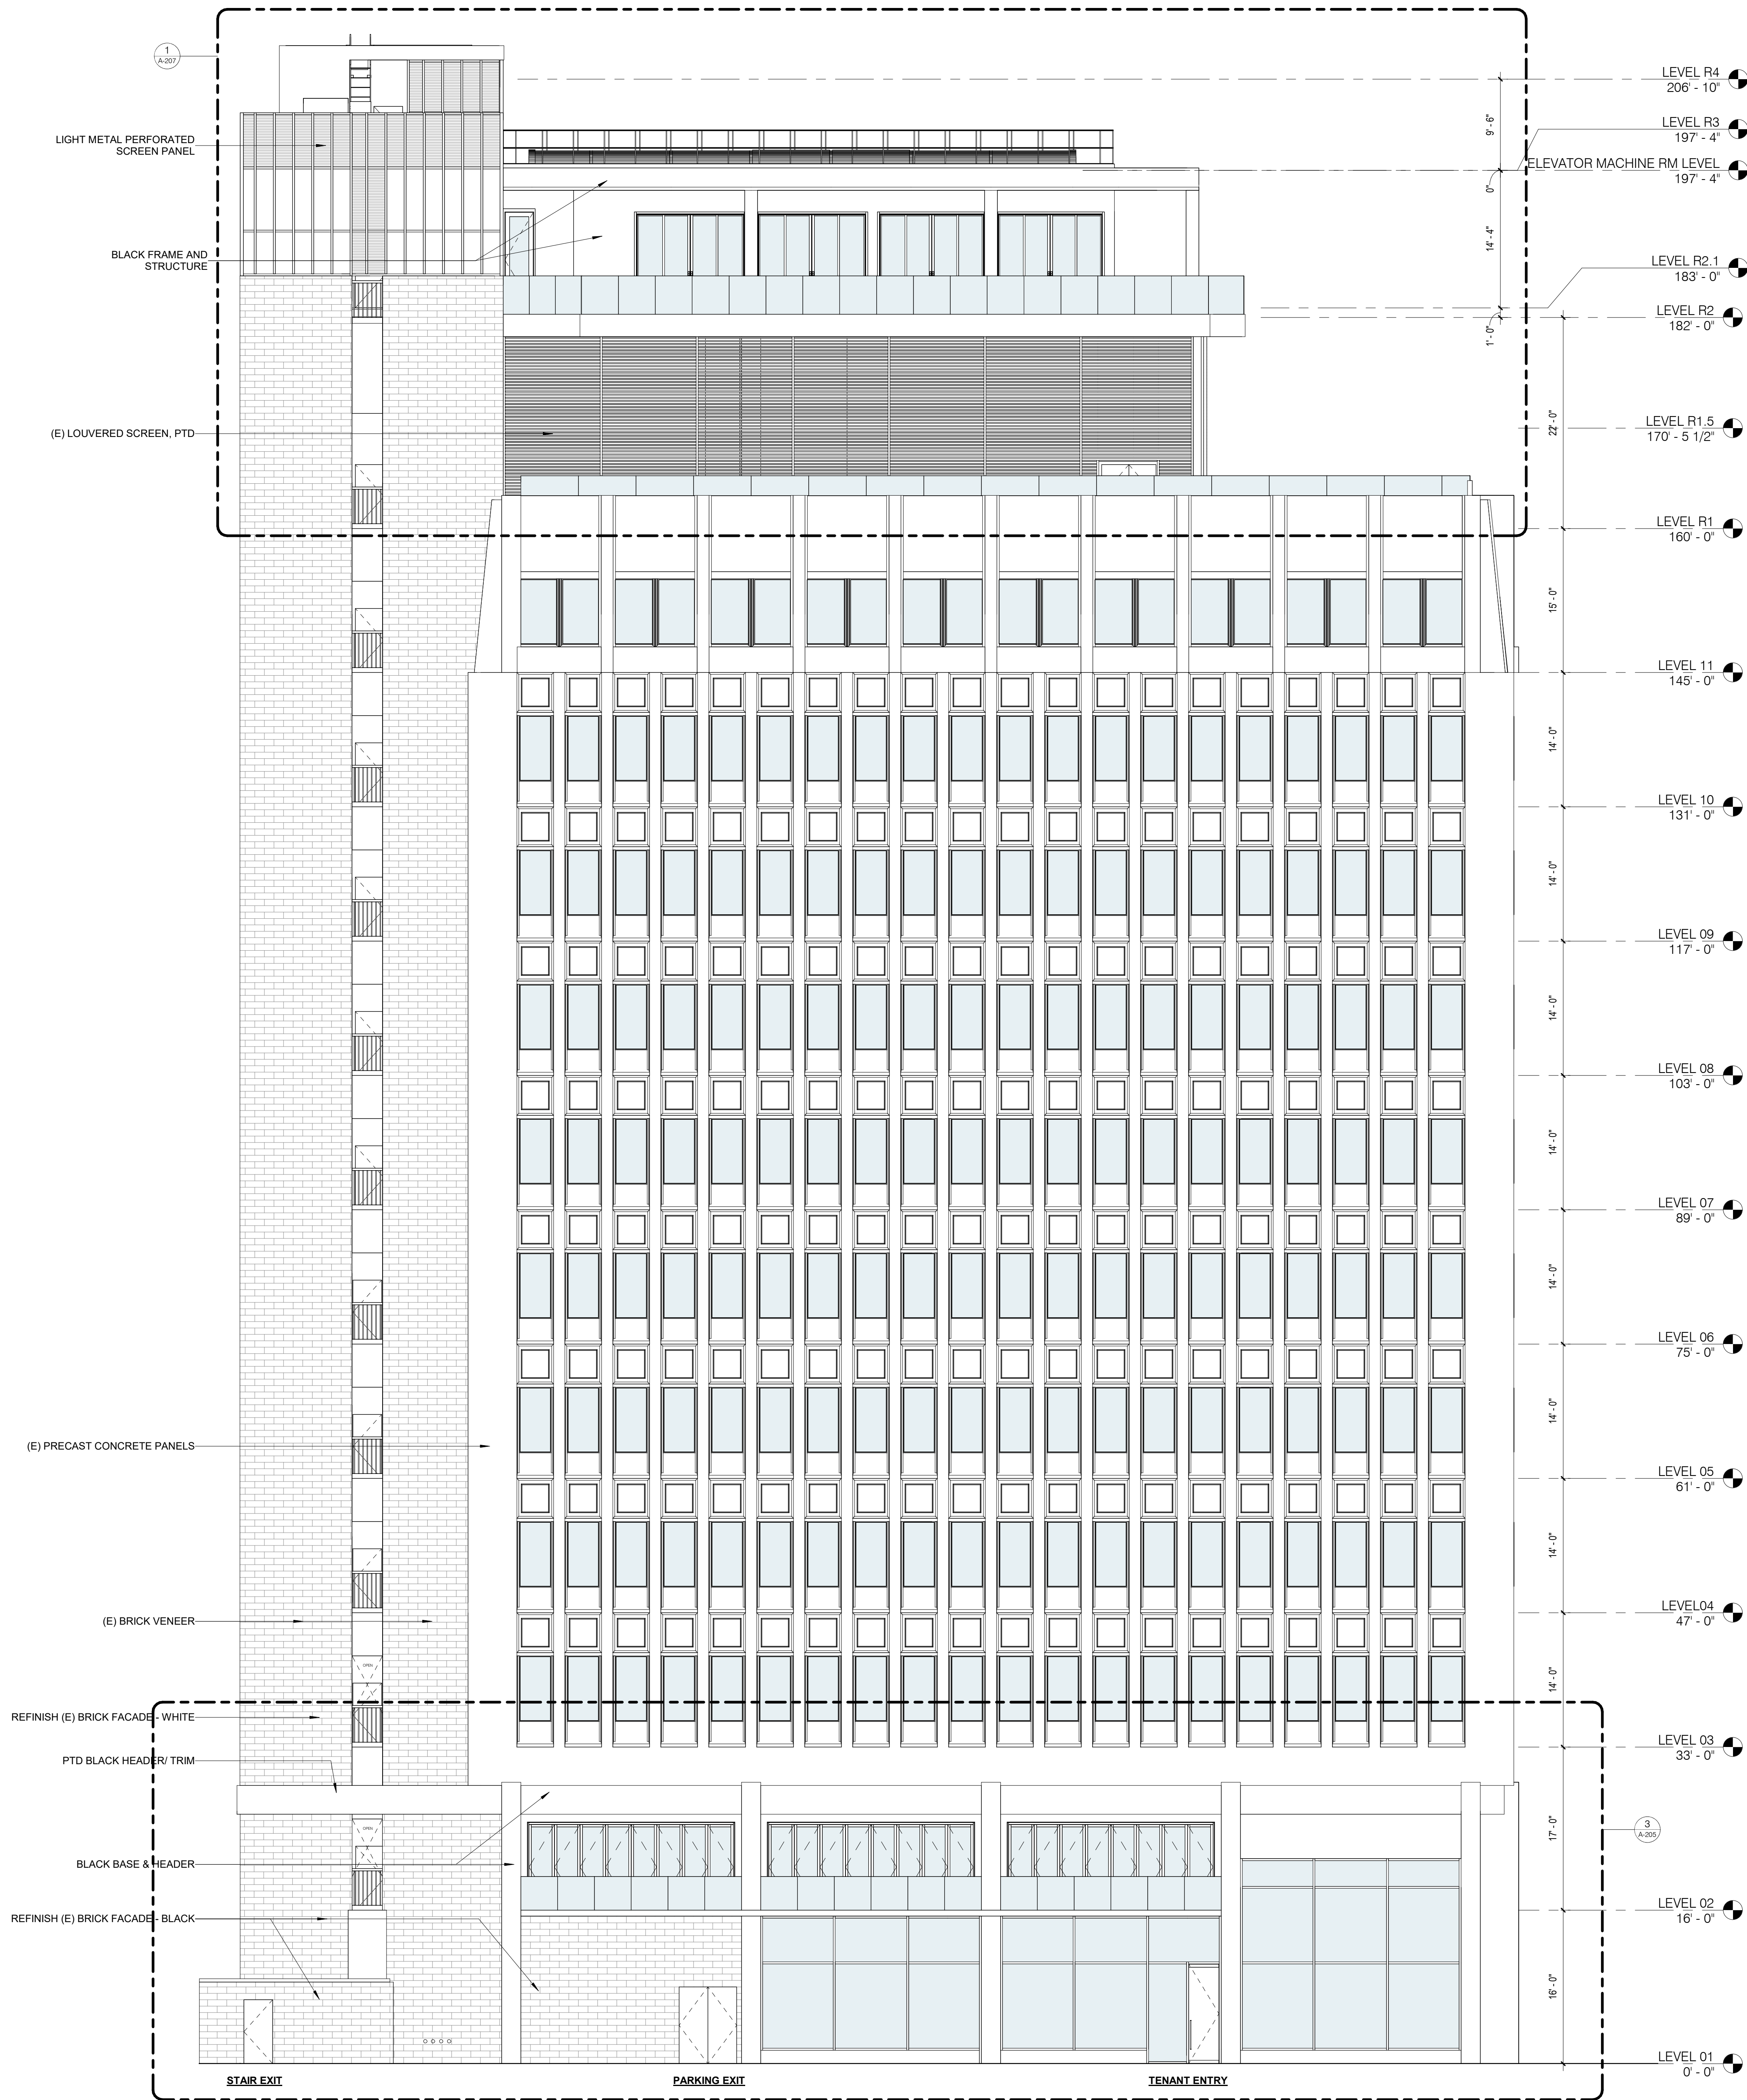 1
A-207
LEVEL R4
206' - 10"
9' - 6"
LEVEL R3
197' - 4"
LIGHT METAL PERFORATED
SCREEN PANEL
ELEVATOR MACHINE RM LEVEL
197' - 4"
0"
14' - 4"
BLACK FRAME AND
STRUCTURE
LEVEL R2.1
183' - 0"
LEVEL R2
182' - 0"
1' - 0"
(E) LOUVERED SCREEN, PTD
22' - 0"
LEVEL R1.5
170' - 5 1/2"
LEVEL R1
160' - 0"
15' - 0"
LEVEL 11
145' - 0"
14' - 0"
LEVEL 10
131' - 0"
14' - 0"
LEVEL 09
117' - 0"
14' - 0"
LEVEL 08
103' - 0"
14' - 0"
LEVEL 07
89' - 0"
14' - 0"
LEVEL 06
75' - 0"
14' - 0"
(E) PRECAST CONCRETE PANELS
LEVEL 05
61' - 0"
14' - 0"
LEVEL04
47' - 0"
(E) BRICK VENEER
OPEN
14' - 0"
REFINISH (E) BRICK FACADE - WHITE
LEVEL 03
33' - 0"
PTD BLACK HEADER/ TRIM
OPEN
17' - 0"
3
A-205
BLACK BASE & HEADER
LEVEL 02
16' - 0"
REFINISH (E) BRICK FACADE - BLACK
16' - 0"
LEVEL 01
0' - 0"
STAIR EXIT
PARKING EXIT
TENANT ENTRY